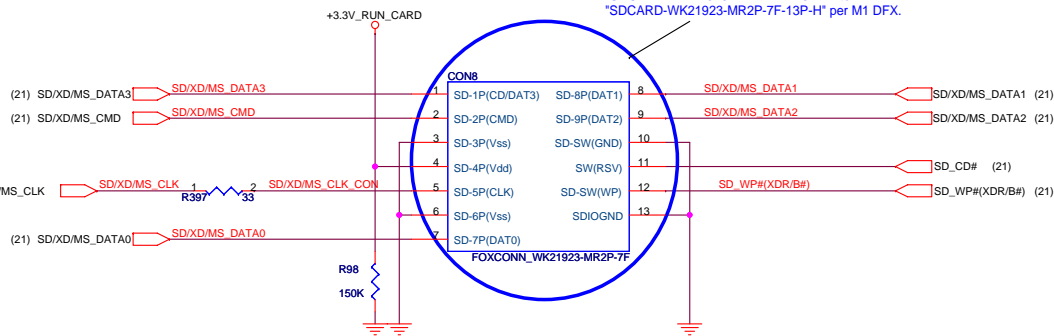 "SDCARD-WK21923-MR2P-7F-13P-H" per M1 DFX.
+3.3V_RUN_CARD
CON8
(21) SD/XD/MS_DATA3 SD/XD/MS_DATA3 1 SD-1P(CD/DAT3) SD-8P(DAT1) 8 SD/XD/MS_DATA1 SD/XD/MS_DATA1 (21)
(21) SD/XD/MS_CMD SD/XD/MS_CMD 2 SD-2P(CMD) SD-9P(DAT2) 9 SD/XD/MS_DATA2 SD/XD/MS_DATA2 (21)
3 SD-3P(Vss) SD-SW(GND) 10
4 SD-4P(Vdd) SW(RSV) 11 SD_CD# (21)
/MS_CLK SD/XD/MS_CLK 1 R397 33 2 SD/XD/MS_CLK_CON 5 SD-5P(CLK) SD-SW(WP) 12 SD_WP#(XDR/B#) SD_WP#(XDR/B#) (21)
6 SD-6P(Vss) SDIOGND 13
(21) SD/XD/MS_DATA0 SD/XD/MS_DATA0 7 SD-7P(DAT0)
FOXCONN_WK21923-MR2P-7F
R98
150K